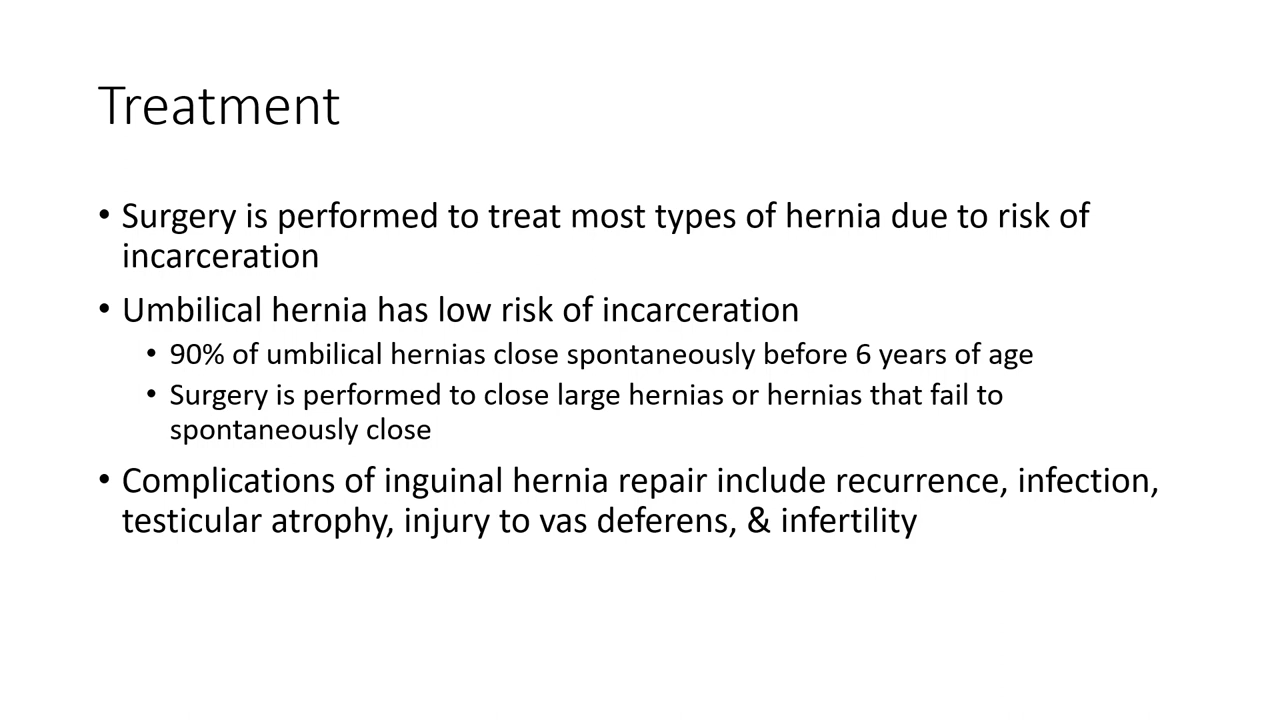 Treatment
• Surgery is performed to treat most types of hernia due to risk of
incarceration
• Umbilical hernia has low risk of incarceration
• 90% of umbilical hernias close spontaneously before 6 years of age
• Surgery is performed to close large hernias or hernias that fail to
spontaneously close
• Complications of inguinal hernia repair include recurrence, infection,
testicular atrophy, injury to vas deferens, & infertility